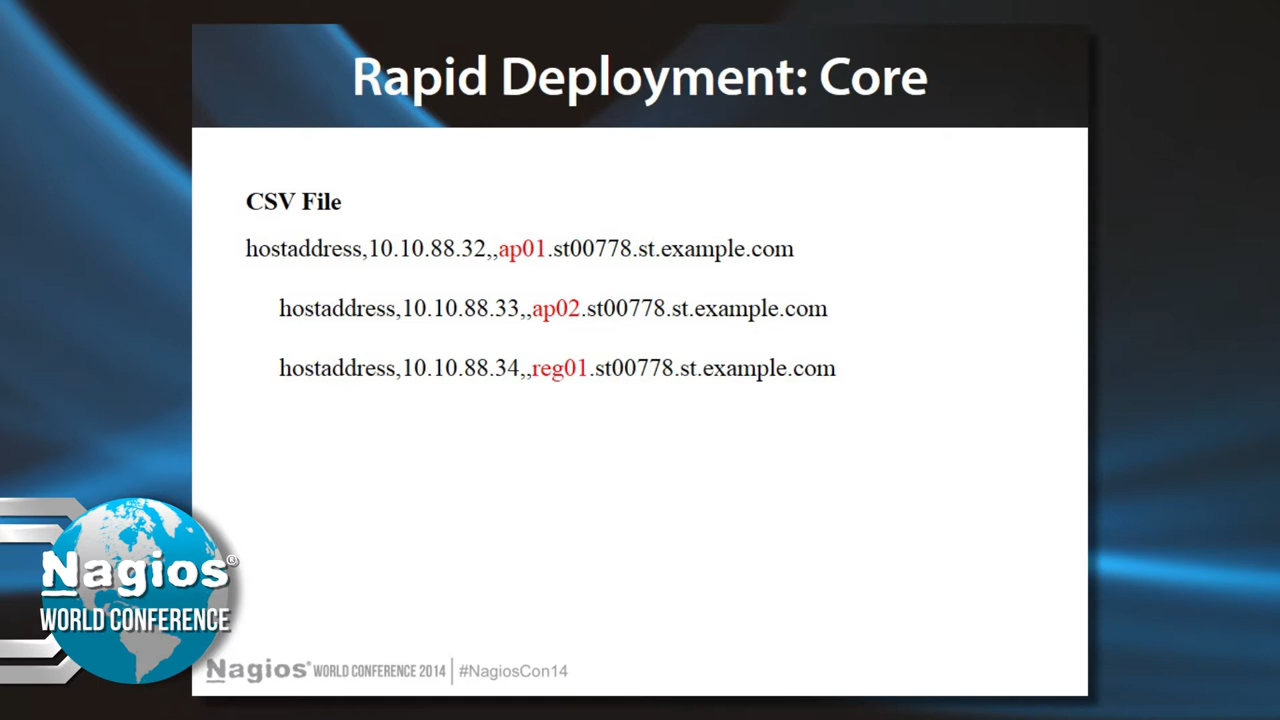 Rapid Deployment: Core
CSV File
hostaddress,10.10.88.32,,ap01.st00778.st.example.com
hostaddress,10.10.88.33,,ap02.st00778.st.example.com
hostaddress,10.10.88.34,,reg01.st00778.st.example.com
Nagios®
WORLD CONFERENCE
Nagios® WORLD CONFERENCE 2014 | #NagiosCon14